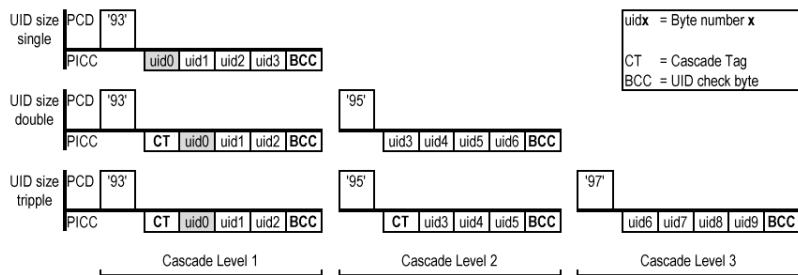 UID size single PCD '93'
PICC uid0 uid1 uid2 uid3 BCC
uidx = Byte number x
CT = Cascade Tag
BCC = UID check byte
UID size double PCD '93' '95'
PICC CT uid0 uid1 uid2 BCC uid3 uid4 uid5 uid6 BCC
UID size tripple PCD '93' '95' '97'
PICC CT uid0 uid1 uid2 BCC CT uid3 uid4 uid5 BCC uid6 uid7 uid8 uid9 BCC
Cascade Level 1 Cascade Level 2 Cascade Level 3